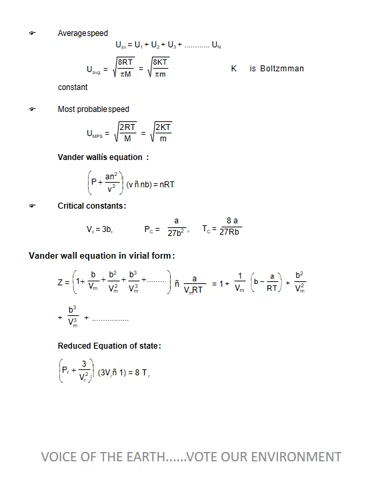 ☞ Average speed
U_av = U_1 + U_2 + U_3 + ............ U_N
U_avg. = √(8RT/πM) = √(8KT/πm) K is Boltzmman
constant
☞ Most probable speed
U_MPS = √(2RT/M) = √(2KT/m)
Vander wallís equation :
(P + an²/v²) (v ñ nb) = nRT
☞ Critical constants:
V_c = 3b, P_C = a/27b², T_C = 8 a/27Rb
Vander wall equation in virial form:
Z = (1 + b/V_m + b²/V_m² + b³/V_m³ + .........) ñ a/V_mRT = 1 + 1/V_m (b − a/RT) + b²/V_m²
+ b³/V_m³ + .................
Reduced Equation of state:
(P_r + 3/V_r²) (3V_r ñ 1) = 8 T_r
VOICE OF THE EARTH......VOTE OUR ENVIRONMENT